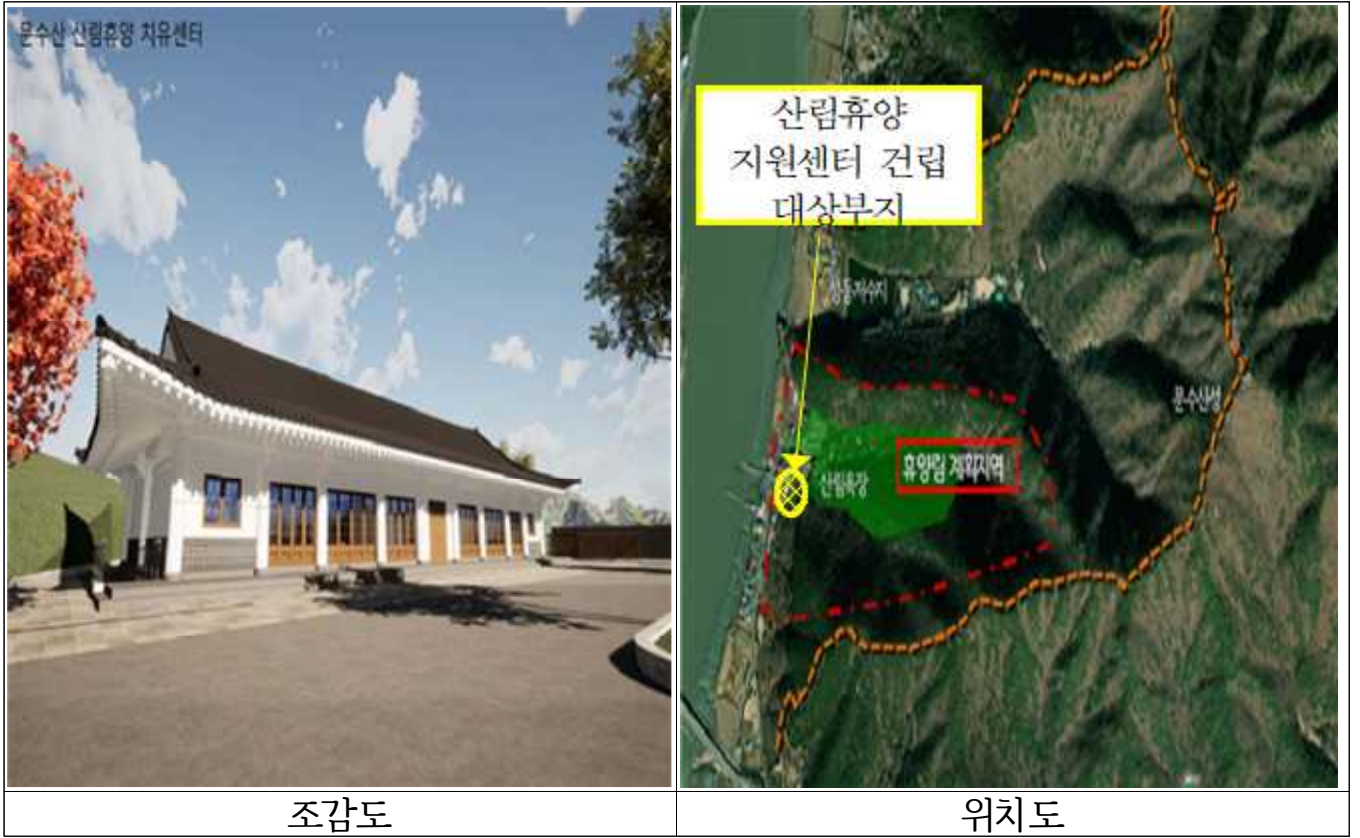 문수산 산림휴양 치유센터
산림휴양
지원센터 건립
대상부지
문수산성
산림욕장
휴양림 계획지역
조감도
위치도